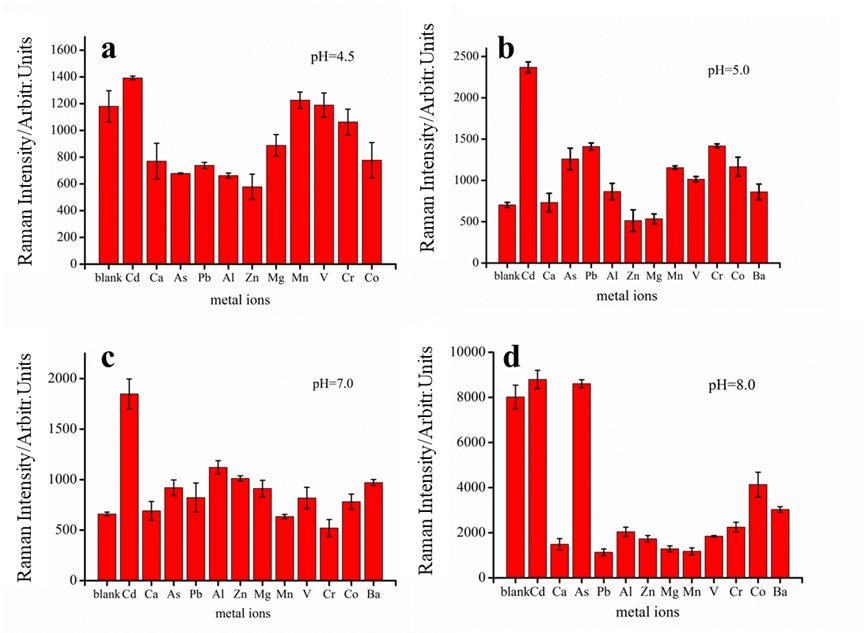 a
pH=4.5
Raman Intensity/Arbitr.Units
1600
1400
1200
1000
800
600
400
200
0
blank Cd Ca As Pb Al Zn Mg Mn V Cr Co
metal ions
b
pH=5.0
Raman Intensity/Arbitr.Units
2500
2000
1500
1000
500
0
blank Cd Ca As Pb Al Zn Mg Mn V Cr Co Ba
metal ions
c
pH=7.0
Raman Intensity/Arbitr.Units
2000
1500
1000
500
0
blank Cd Ca As Pb Al Zn Mg Mn V Cr Co Ba
metal ions
d
pH=8.0
Raman Intensity/Arbitr.Units
10000
8000
6000
4000
2000
0
blank Cd Ca As Pb Al Zn Mg Mn V Cr Co Ba
metal ions